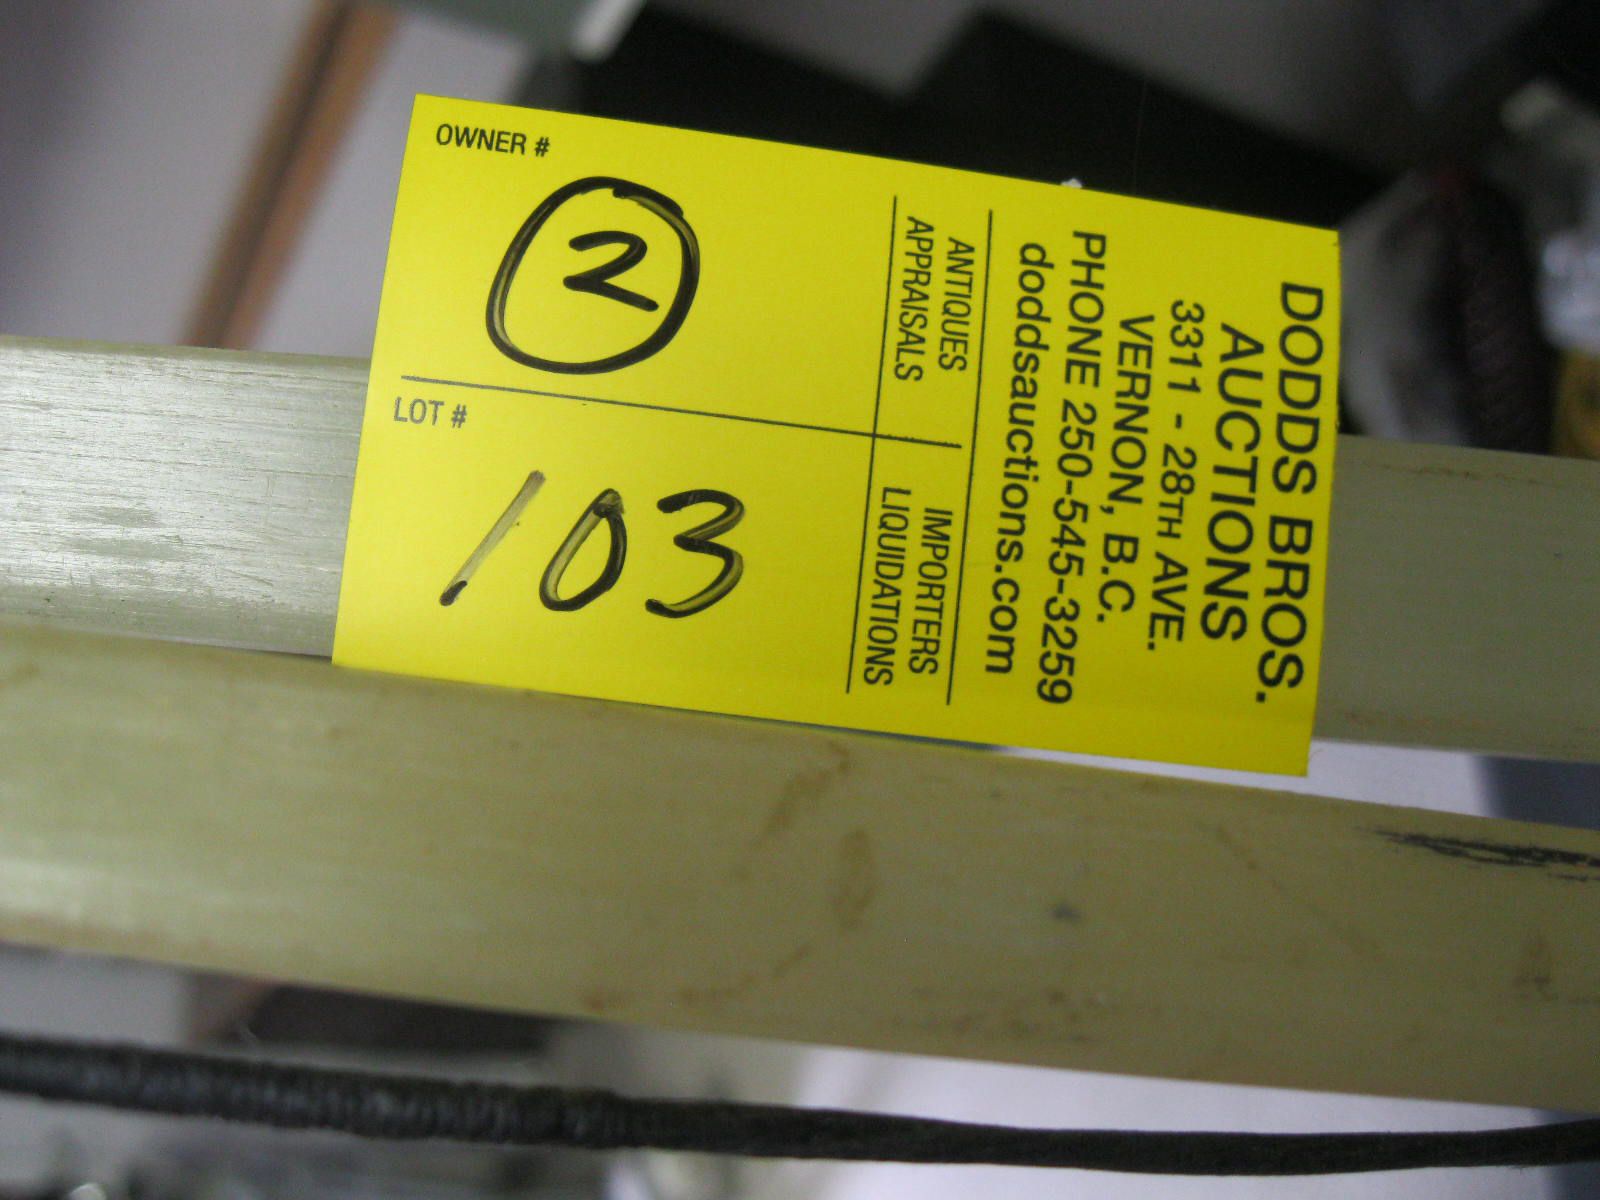 OWNER #
2
LOT #
103
DODDS BROS.
AUCTIONS
3311 - 28TH AVE.
VERNON, B.C.
PHONE 250-545-3259
doddsauctions.com
ANTIQUES
APPRAISALS
IMPORTERS
LIQUIDATIONS